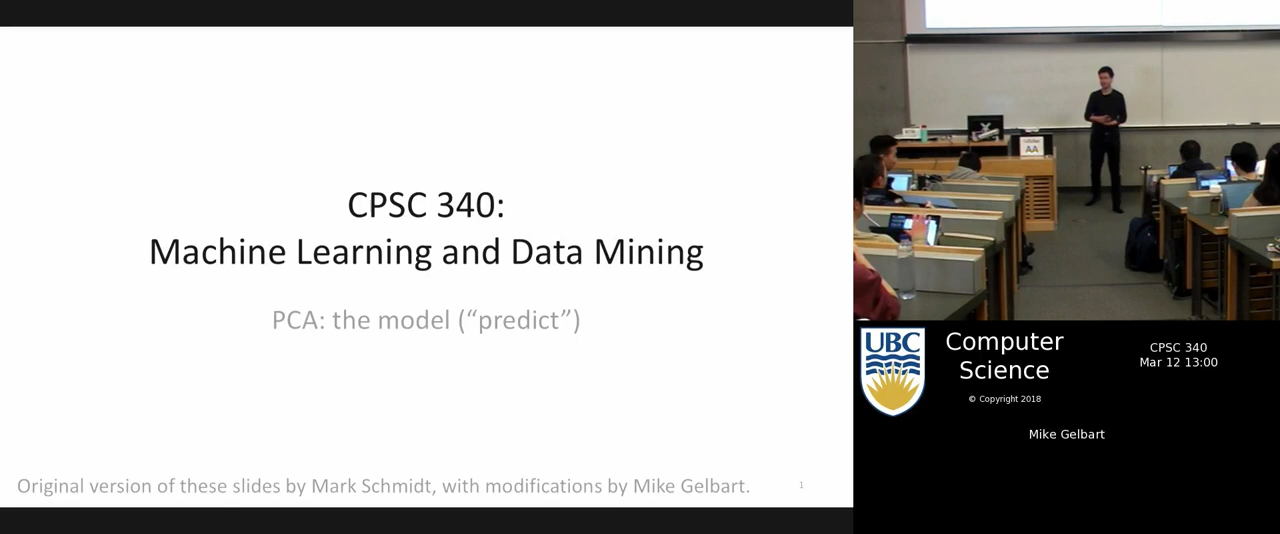 CPSC 340:
Machine Learning and Data Mining
PCA: the model (“predict”)
Original version of these slides by Mark Schmidt, with modifications by Mike Gelbart.
1
AA
UBC
Computer
Science
© Copyright 2018
CPSC 340
Mar 12 13:00
Mike Gelbart